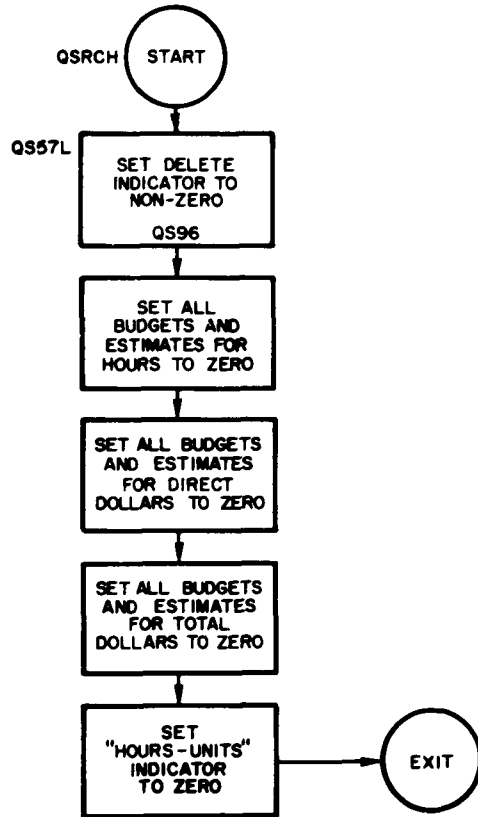 QSRCH START
QS57L
SET DELETE
INDICATOR TO
NON-ZERO
QS96
SET ALL
BUDGETS AND
ESTIMATES FOR
HOURS TO ZERO
SET ALL BUDGETS
AND ESTIMATES
FOR DIRECT
DOLLARS TO ZERO
SET ALL BUDGETS
AND ESTIMATES
FOR TOTAL
DOLLARS TO ZERO
SET
"HOURS-UNITS"
INDICATOR
TO ZERO
EXIT